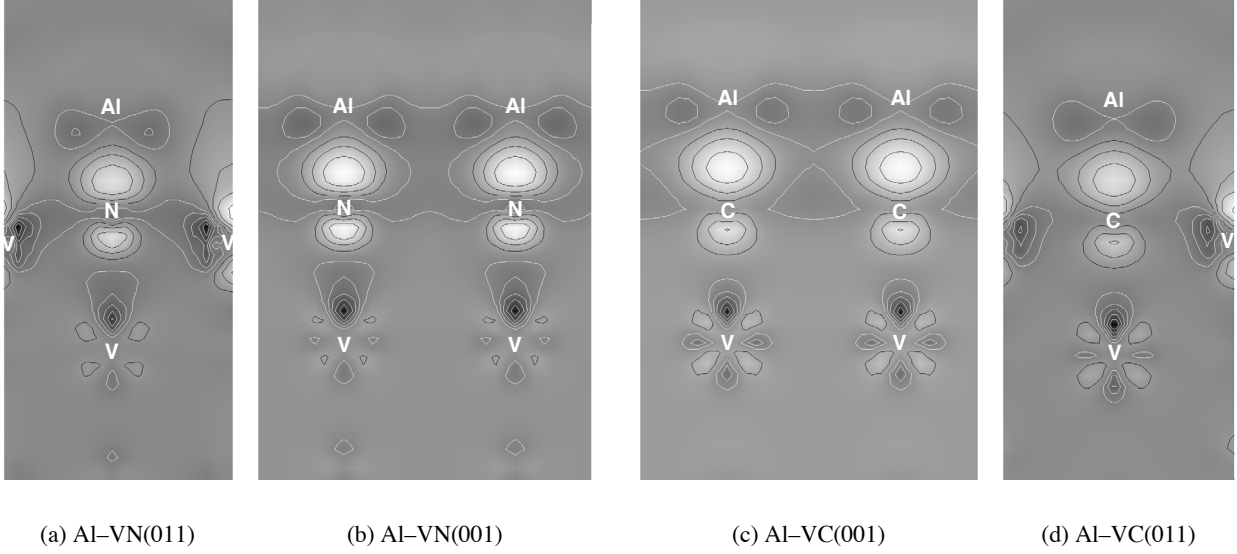 Al Al Al Al Al Al
N N N C C C
V V V V V V V V
(a) Al–VN(011) (b) Al–VN(001) (c) Al–VC(001) (d) Al–VC(011)